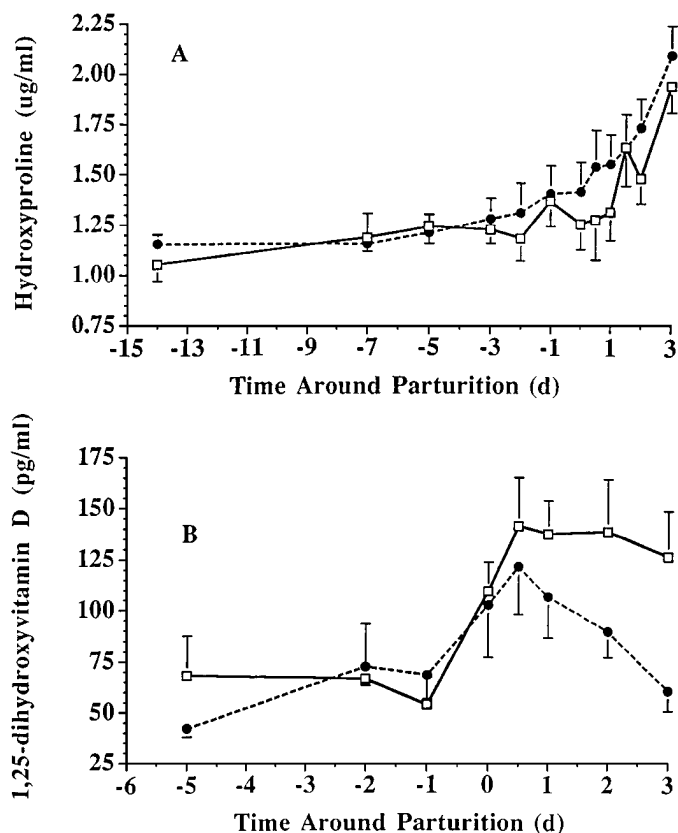 2.25
2.00
1.75
1.50
1.25
1.00
0.75
Hydroxyproline (ug/ml)
A
-15 -13 -11 -9 -7 -5 -3 -1 1 3
Time Around Parturition (d)
175
150
125
100
75
50
25
1,25-dihydroxyvitamin D (pg/ml)
B
-6 -5 -4 -3 -2 -1 0 1 2 3
Time Around Parturition (d)